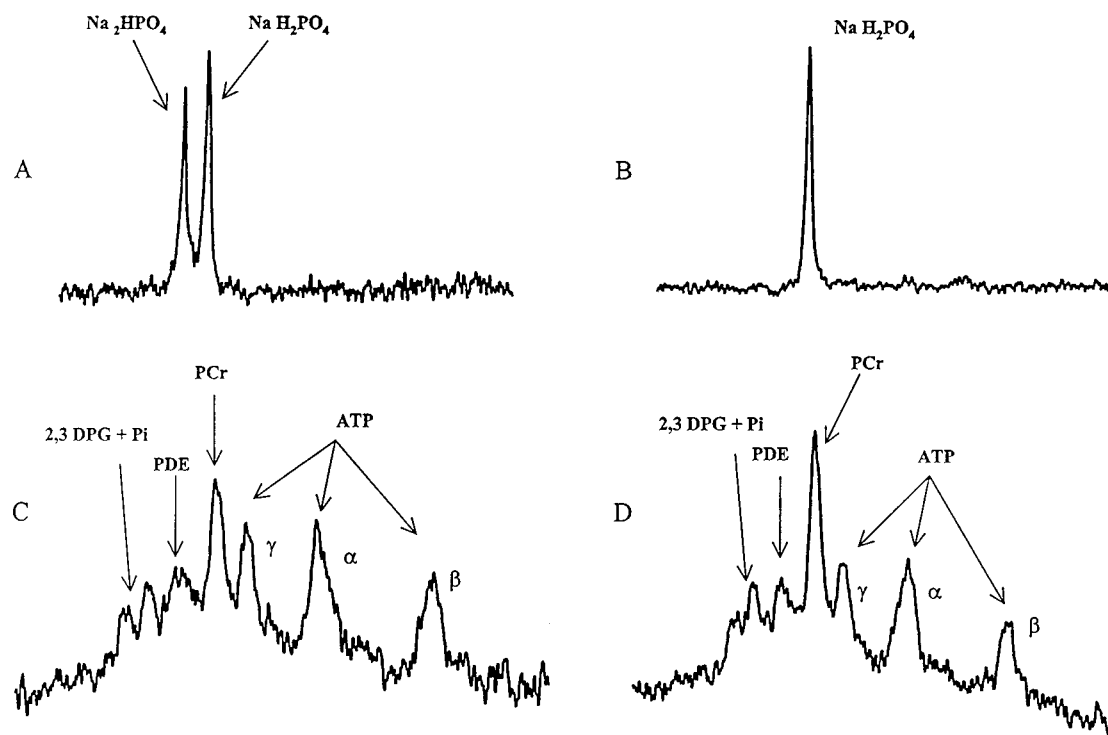 Na 2HPO4
Na H2PO4
A
Na H2PO4
B
PCr
2,3 DPG + Pi
PDE
ATP
C
γ
α
β
PCr
2,3 DPG + Pi
PDE
ATP
D
γ
α
β